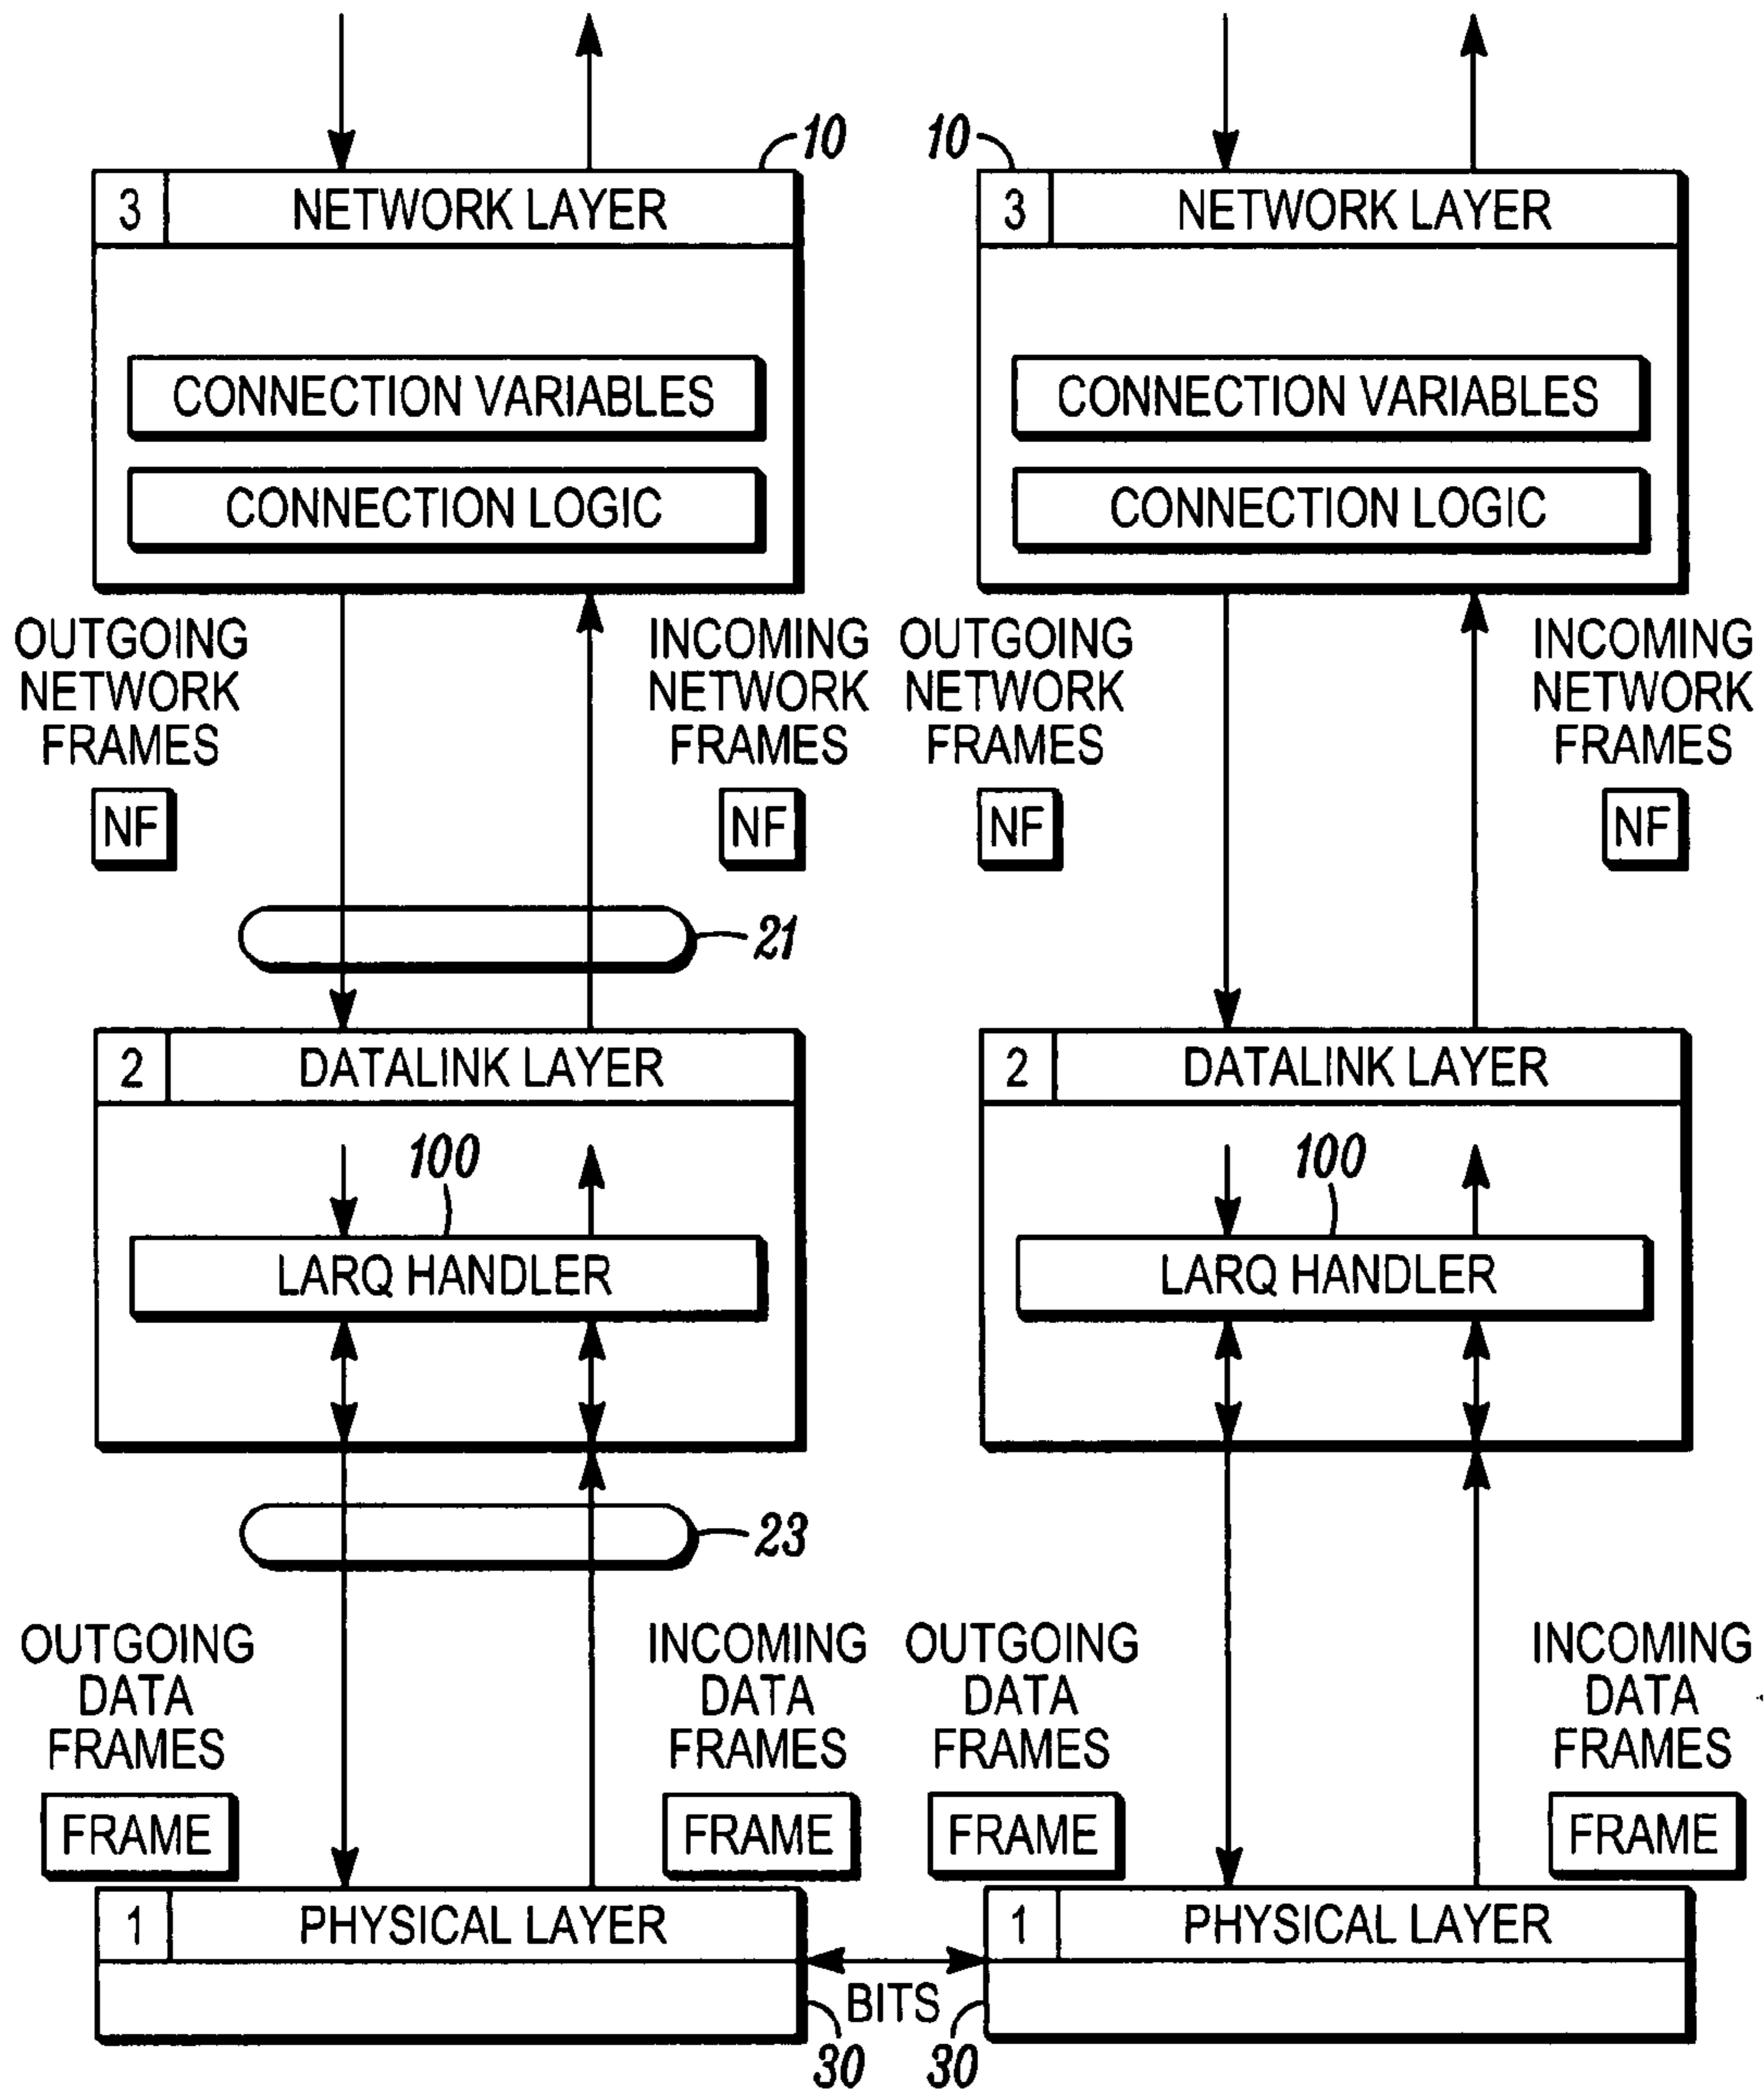 10
10
3
NETWORK LAYER
3
NETWORK LAYER
CONNECTION VARIABLES
CONNECTION VARIABLES
CONNECTION LOGIC
CONNECTION LOGIC
OUTGOING
NETWORK
FRAMES
INCOMING
NETWORK
FRAMES
OUTGOING
NETWORK
FRAMES
INCOMING
NETWORK
FRAMES
NF
NF
NF
NF
21
2
DATALINK LAYER
2
DATALINK LAYER
100
100
LARQ HANDLER
LARQ HANDLER
23
OUTGOING
DATA
FRAMES
INCOMING
DATA
FRAMES
OUTGOING
DATA
FRAMES
INCOMING
DATA
FRAMES
FRAME
FRAME
FRAME
FRAME
1
PHYSICAL LAYER
1
PHYSICAL LAYER
BITS
30
30